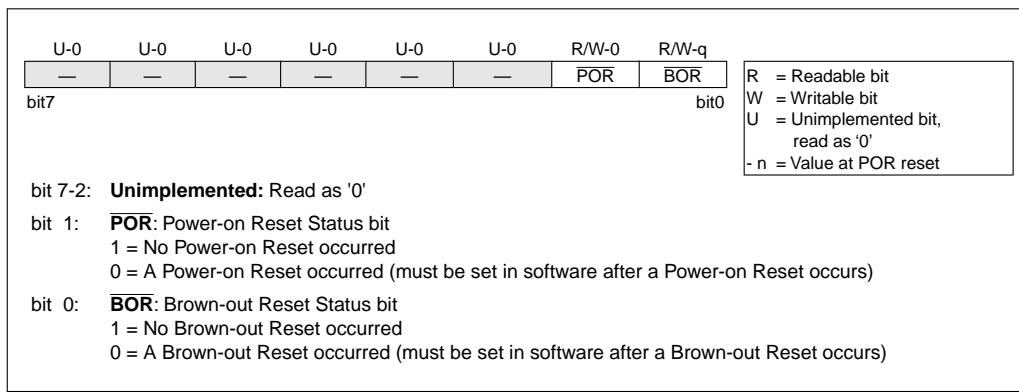 U-0 U-0 U-0 U-0 U-0 U-0 R/W-0 R/W-q
— — — — — — P̅O̅R̅ B̅O̅R̅
bit7 bit0
R = Readable bit
W = Writable bit
U = Unimplemented bit,
read as ‘0’
- n = Value at POR reset
bit 7-2: Unimplemented: Read as '0'
bit 1: P̅O̅R̅: Power-on Reset Status bit
1 = No Power-on Reset occurred
0 = A Power-on Reset occurred (must be set in software after a Power-on Reset occurs)
bit 0: B̅O̅R̅: Brown-out Reset Status bit
1 = No Brown-out Reset occurred
0 = A Brown-out Reset occurred (must be set in software after a Brown-out Reset occurs)